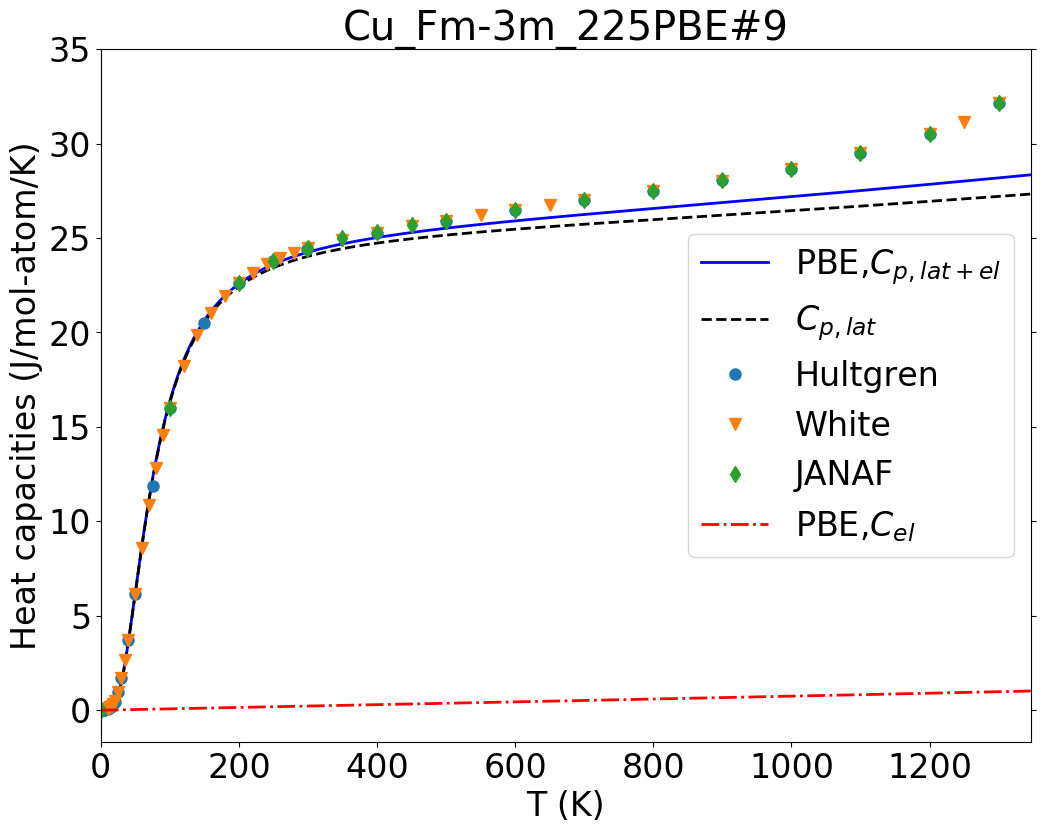 Cu_Fm-3m_225PBE#9
Heat capacities (J/mol-atom/K)
35
30
25
20
15
10
5
0
PBE,C_{p,lat+el}
C_{p,lat}
Hultgren
White
JANAF
PBE,C_{el}
0 200 400 600 800 1000 1200
T (K)